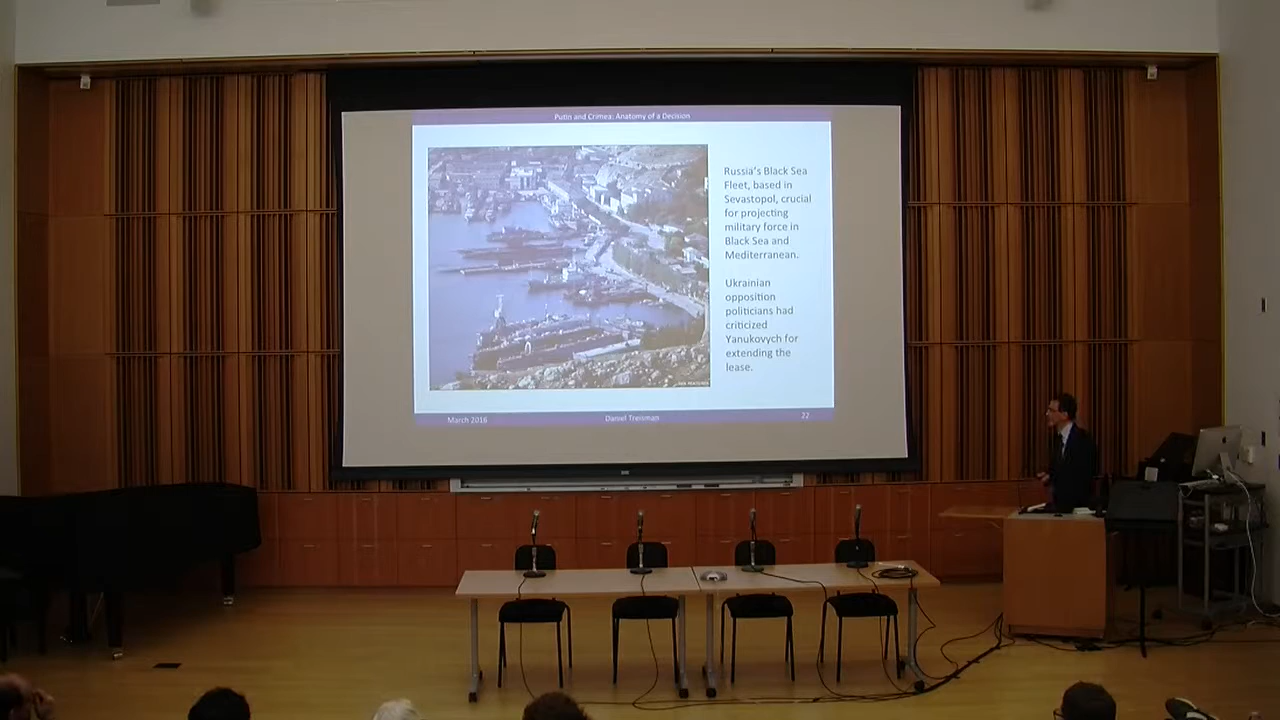 Putin and Crimea: Anatomy of a Decision
Russia's Black Sea
Fleet, based in
Sevastopol, crucial
for projecting
military force in
Black Sea and
Mediterranean.
Ukrainian
opposition
politicians had
criticized
Yanukovych for
extending the
lease.
March 2016
Daniel Treisman
22